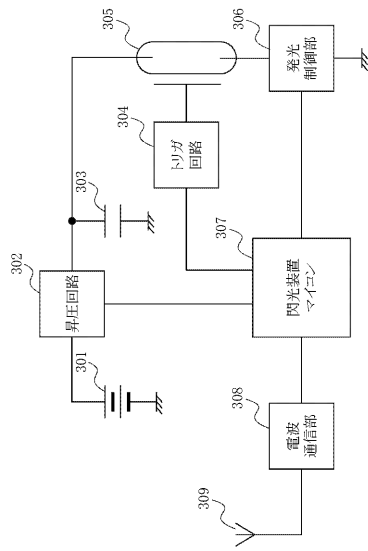 301
302
昇圧回路
303
304
トリガ
回路
305
306
発光
制御部
307
閃光装置
マイコン
308
電波
通信部
309